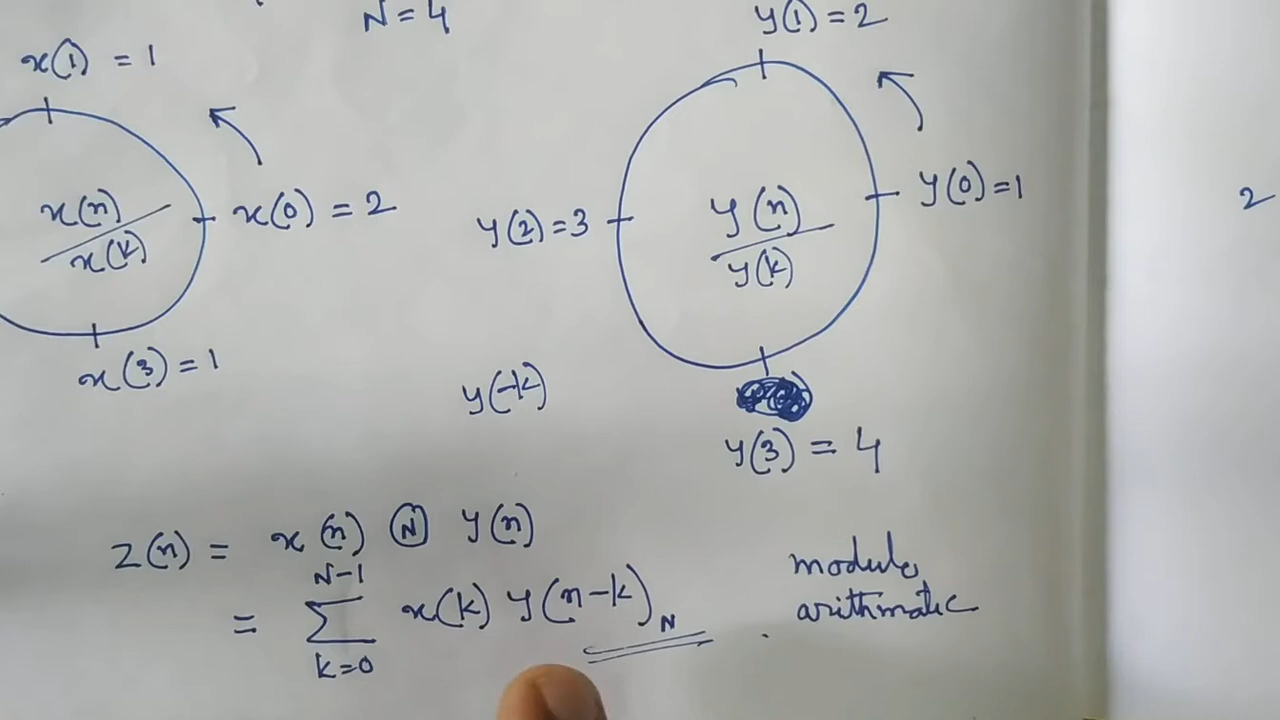 N = 4
y(1) = 2
x(1) = 1
y(0) = 1
x(n)
x(k)
x(0) = 2
y(2) = 3
y(n)
y(k)
2
x(3) = 1
y(-k)
y(3) = 4
z(n) = x(n) Ⓝ y(n)
N-1
= ∑ x(k) y(n-k)N
k=0
modulo
arithmatic